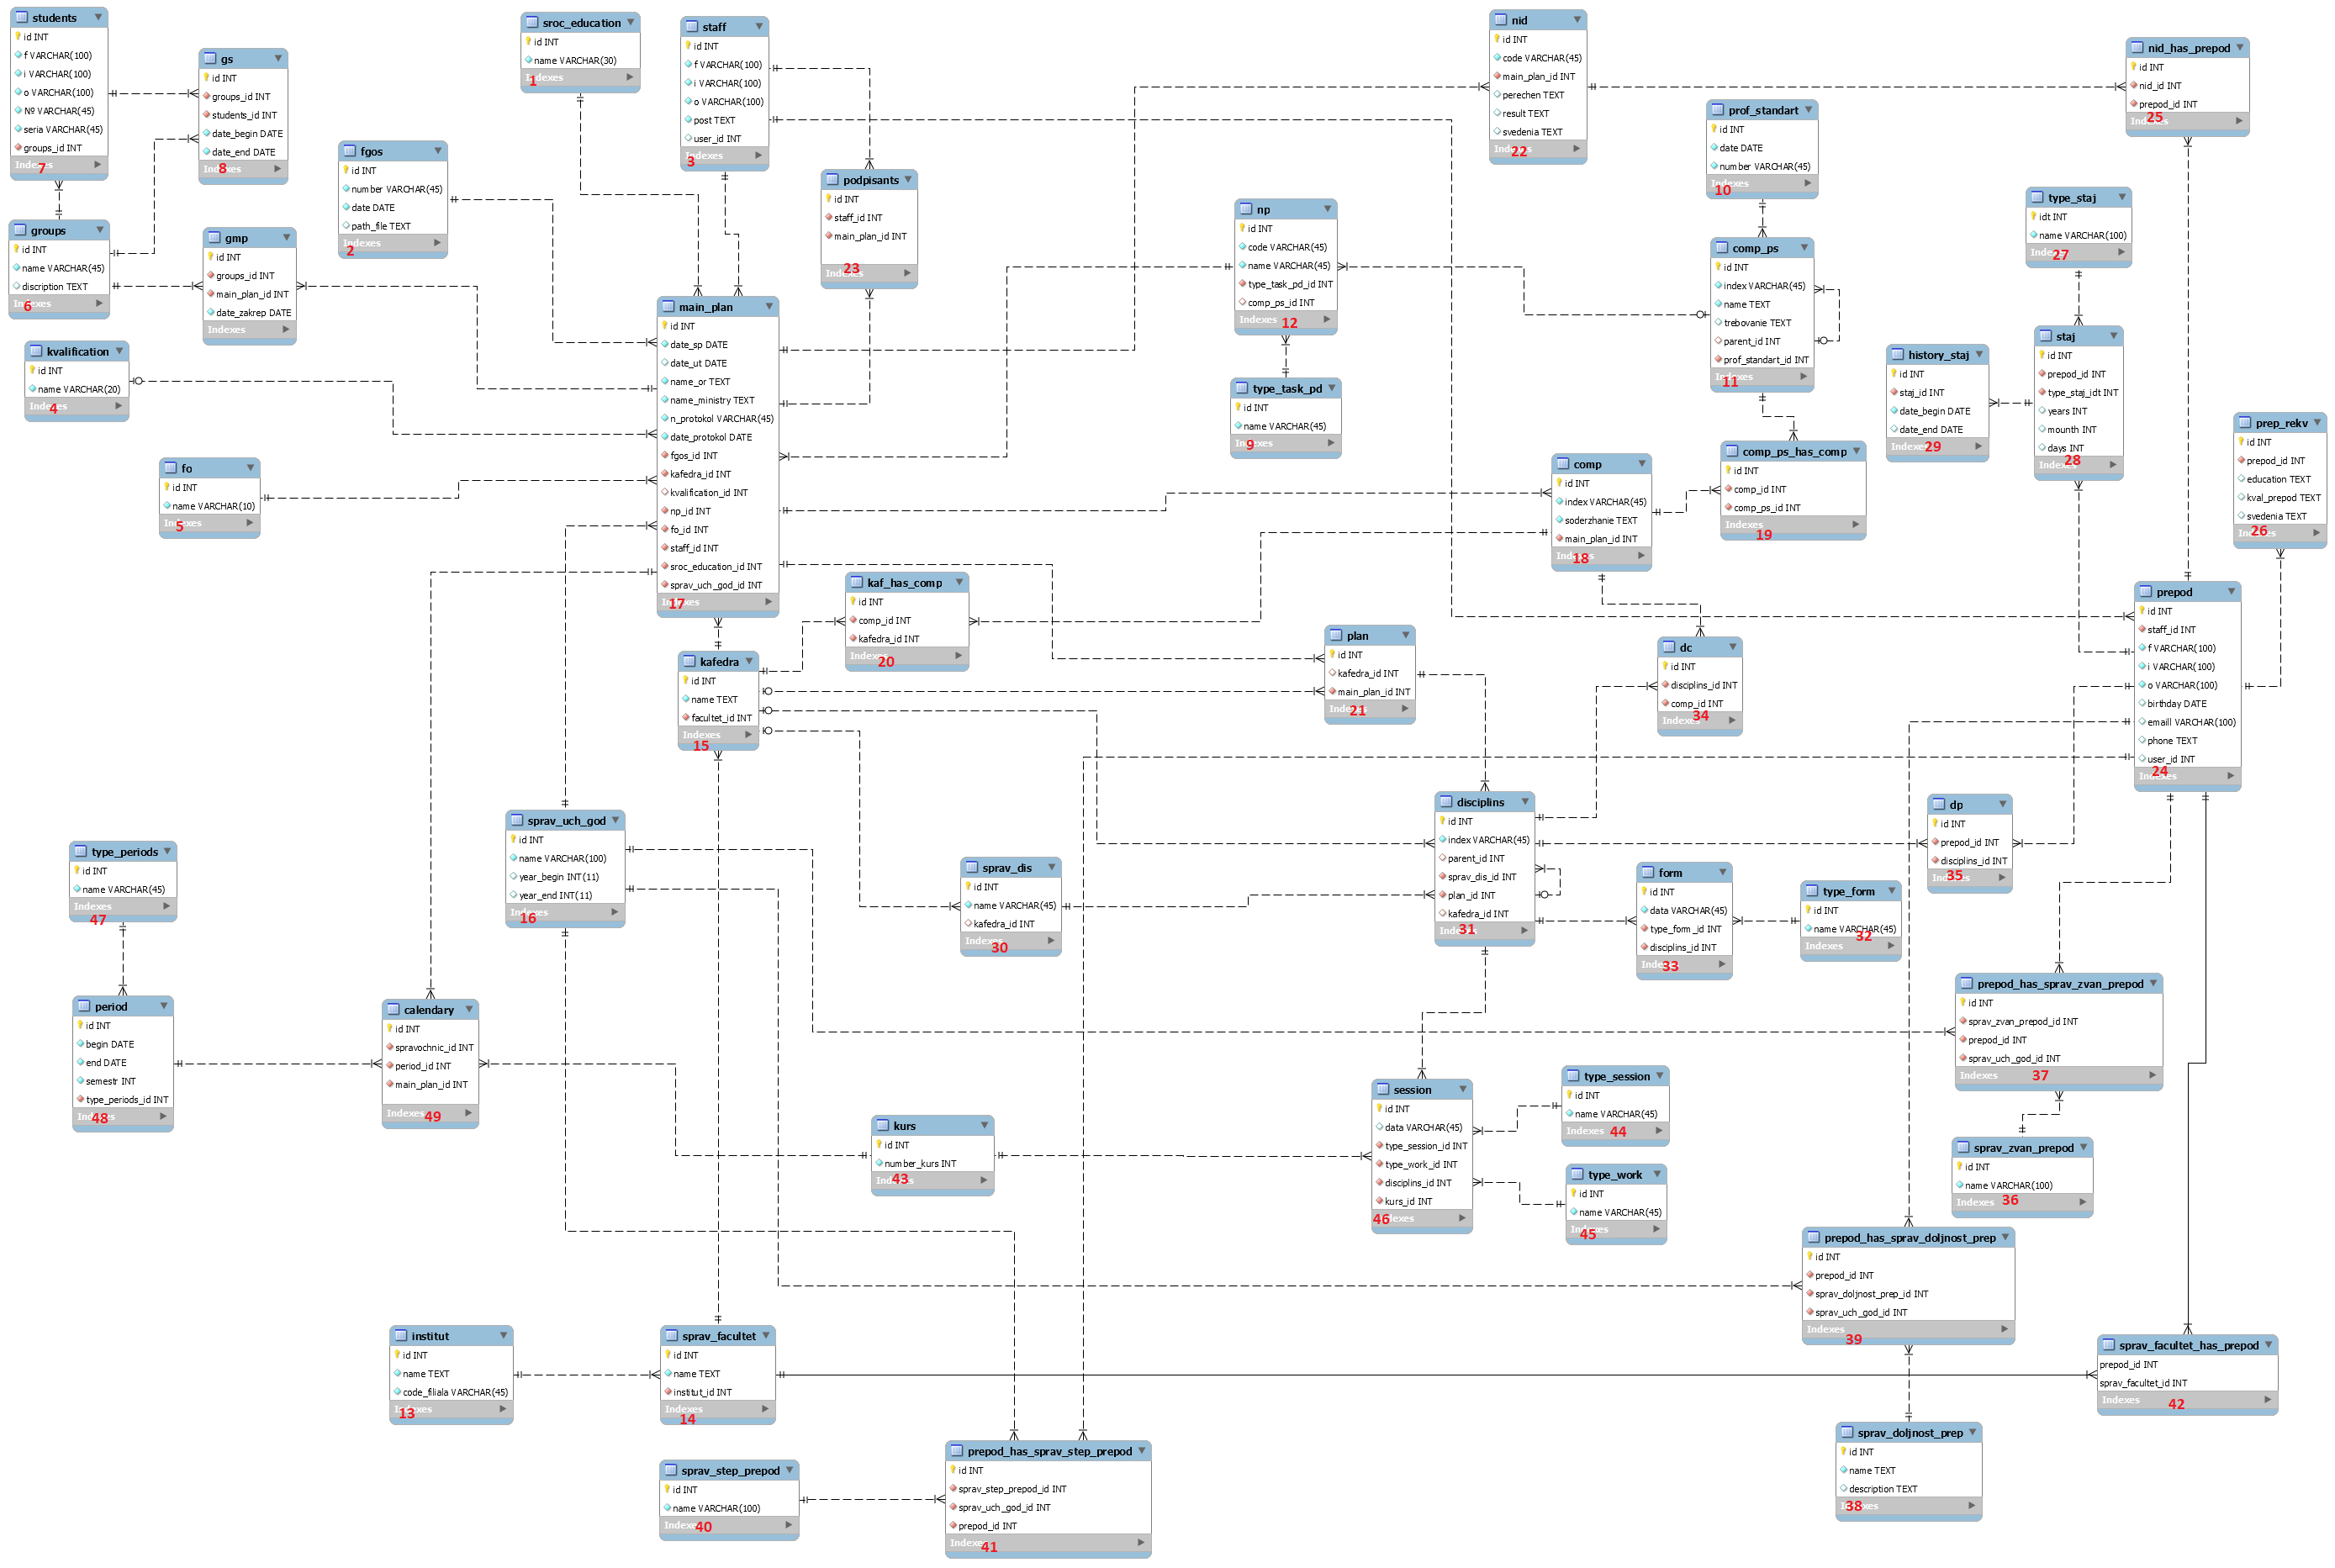 students
id INT
f VARCHAR(100)
i VARCHAR(100)
o VARCHAR(100)
Nº VARCHAR(45)
seria VARCHAR(45)
groups_id INT
Indexes
7
gs
id INT
groups_id INT
students_id INT
date_begin DATE
date_end DATE
Indexes
8
groups
id INT
name VARCHAR(45)
discription TEXT
Indexes
6
gmp
id INT
groups_id INT
main_plan_id INT
date_zakrep DATE
Indexes
fgos
id INT
number VARCHAR(45)
date DATE
path_file TEXT
Indexes
2
kvalification
id INT
name VARCHAR(20)
Indexes
4
fo
id INT
name VARCHAR(10)
Indexes
5
sroc_education
id INT
name VARCHAR(30)
Indexes
1
staff
id INT
f VARCHAR(100)
i VARCHAR(100)
o VARCHAR(100)
post TEXT
user_id INT
Indexes
3
podpisants
id INT
staff_id INT
main_plan_id INT
Indexes
23
main_plan
id INT
date_sp DATE
date_ut DATE
name_or TEXT
name_ministry TEXT
n_protokol VARCHAR(45)
date_protokol DATE
fgos_id INT
kafedra_id INT
kvalification_id INT
np_id INT
fo_id INT
staff_id INT
sroc_education_id INT
sprav_uch_god_id INT
Indexes
17
nid
id INT
code VARCHAR(45)
main_plan_id INT
perechen TEXT
result TEXT
svedenia TEXT
Indexes
22
nid_has_prepod
id INT
nid_id INT
prepod_id INT
Indexes
25
prof_standart
id INT
date DATE
number VARCHAR(45)
Indexes
10
np
id INT
code VARCHAR(45)
name VARCHAR(45)
type_task_pd_id INT
comp_ps_id INT
Indexes
12
comp_ps
id INT
index VARCHAR(45)
name TEXT
trebovanie TEXT
parent_id INT
prof_standart_id INT
Indexes
11
type_task_pd
id INT
name VARCHAR(45)
Indexes
9
type_staj
idt INT
name VARCHAR(100)
Indexes
27
staj
id INT
prepod_id INT
type_staj_idt INT
years INT
mounth INT
days INT
Indexes
28
history_staj
id INT
staj_id INT
date_begin DATE
date_end DATE
Indexes
29
prep_rekv
id INT
prepod_id INT
education TEXT
kval_prepod TEXT
svedenia TEXT
Indexes
26
comp
id INT
index VARCHAR(45)
soderzhanie TEXT
main_plan_id INT
Indexes
18
comp_ps_has_comp
id INT
comp_id INT
comp_ps_id INT
Indexes
19
kaf_has_comp
id INT
comp_id INT
kafedra_id INT
Indexes
20
kafedra
id INT
name TEXT
facultet_id INT
Indexes
15
plan
id INT
kafedra_id INT
main_plan_id INT
Indexes
21
dc
id INT
disciplins_id INT
comp_id INT
Indexes
34
prepod
id INT
staff_id INT
f VARCHAR(100)
i VARCHAR(100)
o VARCHAR(100)
birthday DATE
emaill VARCHAR(100)
phone TEXT
user_id INT
Indexes
24
sprav_uch_god
id INT
name VARCHAR(100)
year_begin INT(11)
year_end INT(11)
Indexes
16
type_periods
id INT
name VARCHAR(45)
Indexes
47
sprav_dis
id INT
name VARCHAR(45)
kafedra_id INT
Indexes
30
disciplins
id INT
index VARCHAR(45)
parent_id INT
sprav_dis_id INT
plan_id INT
kafedra_id INT
Indexes
31
form
id INT
data VARCHAR(45)
type_form_id INT
disciplins_id INT
Indexes
33
type_form
id INT
name VARCHAR(45)
Indexes
32
dp
id INT
prepod_id INT
disciplins_id INT
Indexes
35
period
id INT
begin DATE
end DATE
semestr INT
type_periods_id INT
Indexes
48
calendary
id INT
spravochnic_id INT
period_id INT
main_plan_id INT
Indexes
49
prepod_has_sprav_zvan_prepod
id INT
sprav_zvan_prepod_id INT
prepod_id INT
sprav_uch_god_id INT
Indexes
37
kurs
id INT
number_kurs INT
Indexes
43
session
id INT
data VARCHAR(45)
type_session_id INT
type_work_id INT
disciplins_id INT
kurs_id INT
Indexes
46
type_session
id INT
name VARCHAR(45)
Indexes
44
type_work
id INT
name VARCHAR(45)
Indexes
45
sprav_zvan_prepod
id INT
name VARCHAR(100)
Indexes
36
prepod_has_sprav_doljnost_prep
id INT
prepod_id INT
sprav_doljnost_prep_id INT
sprav_uch_god_id INT
Indexes
39
institut
id INT
name TEXT
code_filiala VARCHAR(45)
Indexes
13
sprav_facultet
id INT
name TEXT
institut_id INT
Indexes
14
sprav_facultet_has_prepod
prepod_id INT
sprav_facultet_id INT
Indexes
42
sprav_step_prepod
id INT
name VARCHAR(100)
Indexes
40
prepod_has_sprav_step_prepod
id INT
sprav_step_prepod_id INT
sprav_uch_god_id INT
prepod_id INT
Indexes
41
sprav_doljnost_prep
id INT
name TEXT
description TEXT
Indexes
38